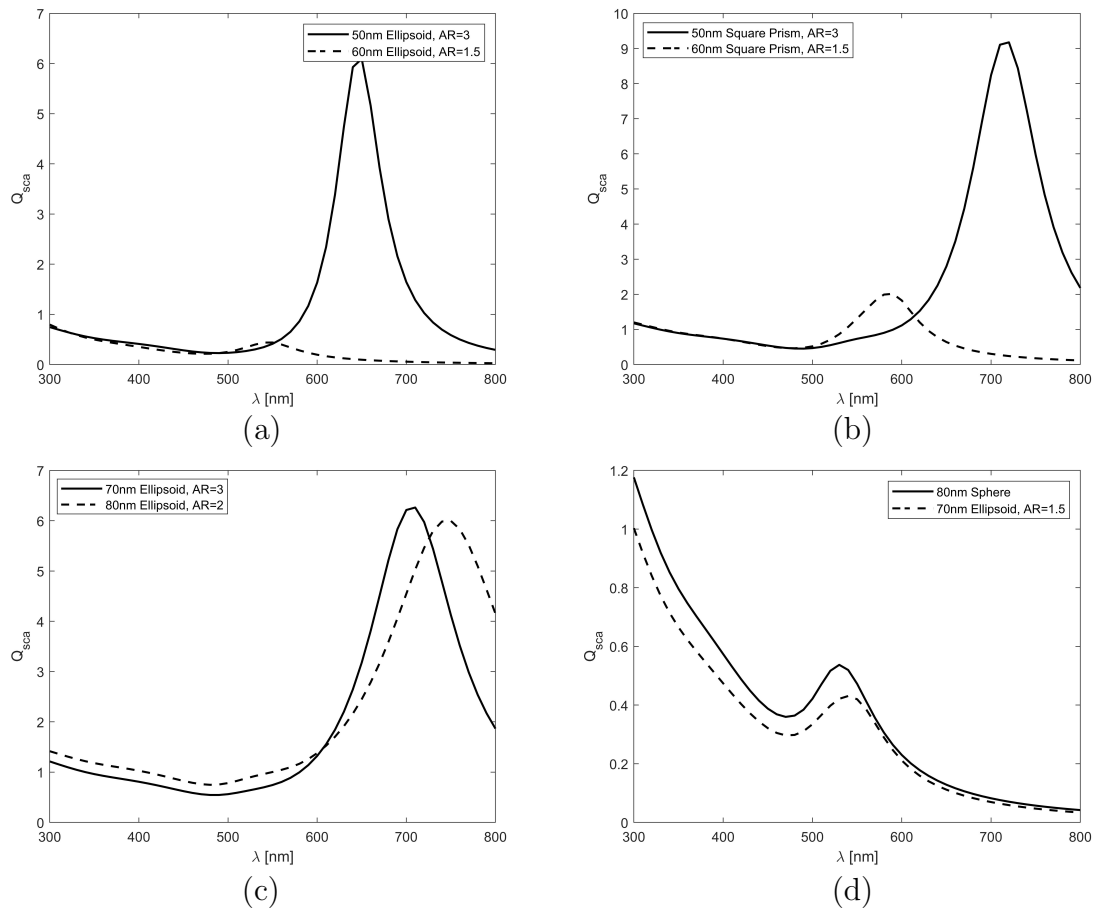 7
6
5
4
3
2
1
0
Qsca
50nm Ellipsoid, AR=3
60nm Ellipsoid, AR=1.5
300 400 500 600 700 800
λ [nm]
(a)
10
9
8
7
6
5
4
3
2
1
0
Qsca
50nm Square Prism, AR=3
60nm Square Prism, AR=1.5
300 400 500 600 700 800
λ [nm]
(b)
7
6
5
4
3
2
1
0
Qsca
70nm Ellipsoid, AR=3
80nm Ellipsoid, AR=2
300 400 500 600 700 800
λ [nm]
(c)
1.2
1
0.8
0.6
0.4
0.2
0
Qsca
80nm Sphere
70nm Ellipsoid, AR=1.5
300 400 500 600 700 800
λ [nm]
(d)